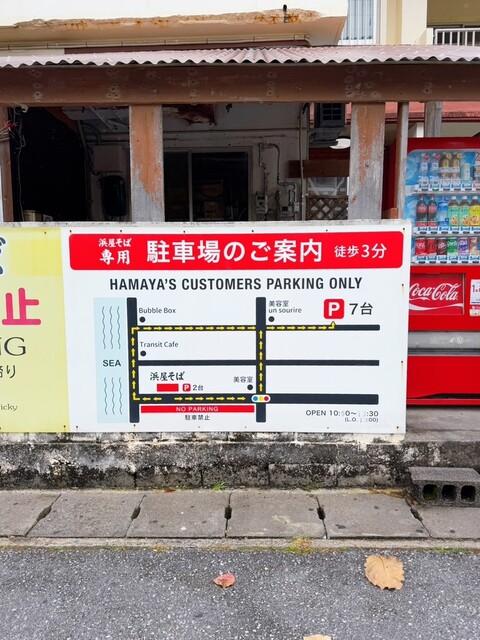 浜屋そば
専用 駐車場のご案内 徒歩3分
HAMAYA'S CUSTOMERS PARKING ONLY
Bubble Box
美容室
un sourire
P 7台
Transit Cafe
SEA
浜屋そば
P 2台
美容室
NO PARKING
駐車禁止
OPEN 10:
(L.O.
止
Coca-Cola